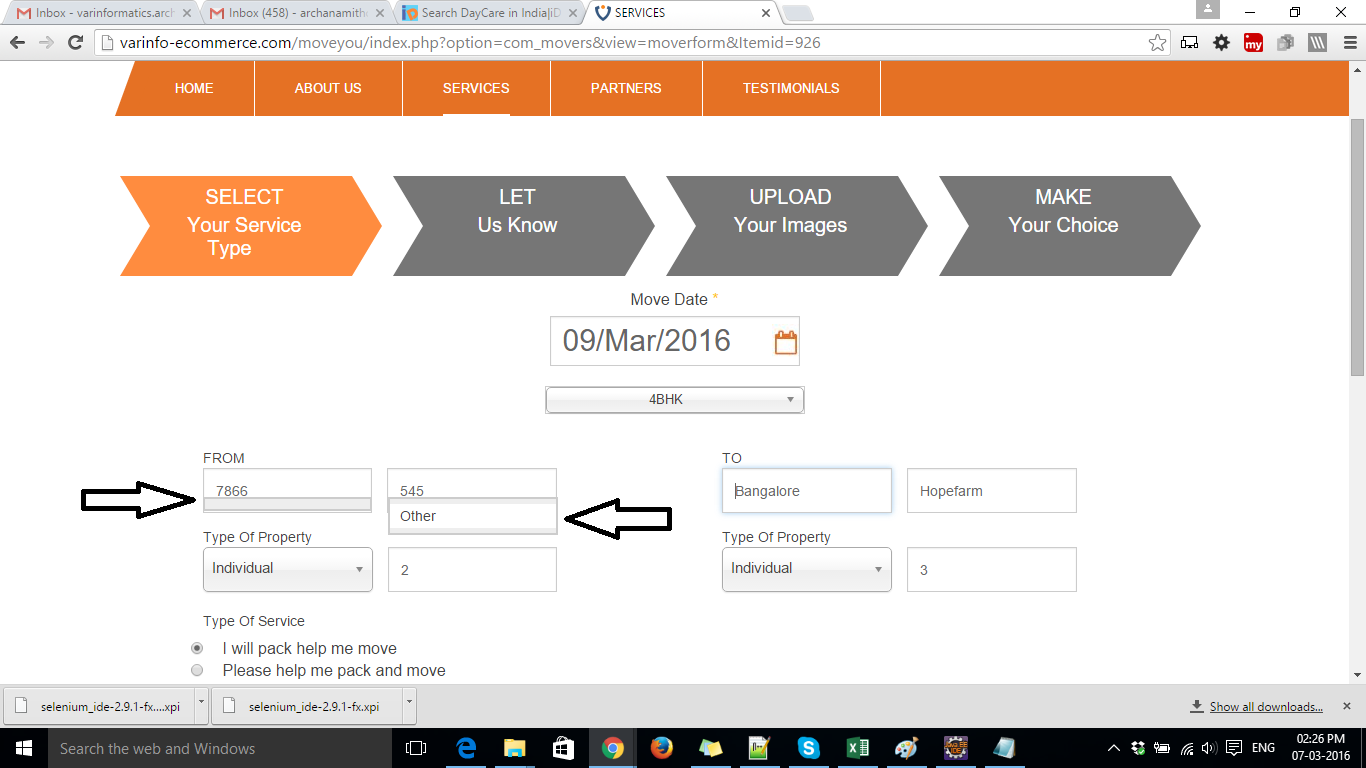 Inbox - varinformatics.arch
Inbox (458) - archanamithe
Search DayCare in India|iD
SERVICES
varinfo-ecommerce.com/moveyou/index.php?option=com_movers&view=moverform&Itemid=926
my
HOME
ABOUT US
SERVICES
PARTNERS
TESTIMONIALS
SELECT
Your Service
Type
LET
Us Know
UPLOAD
Your Images
MAKE
Your Choice
Move Date *
09/Mar/2016
4BHK
FROM
7866
545
Other
Type Of Property
Individual
2
TO
Bangalore
Hopefarm
Type Of Property
Individual
3
Type Of Service
I will pack help me move
Please help me pack and move
selenium_ide-2.9.1-fx....xpi
selenium_ide-2.9.1-fx.xpi
Show all downloads...
Search the web and Windows
ENG
02:26 PM
07-03-2016